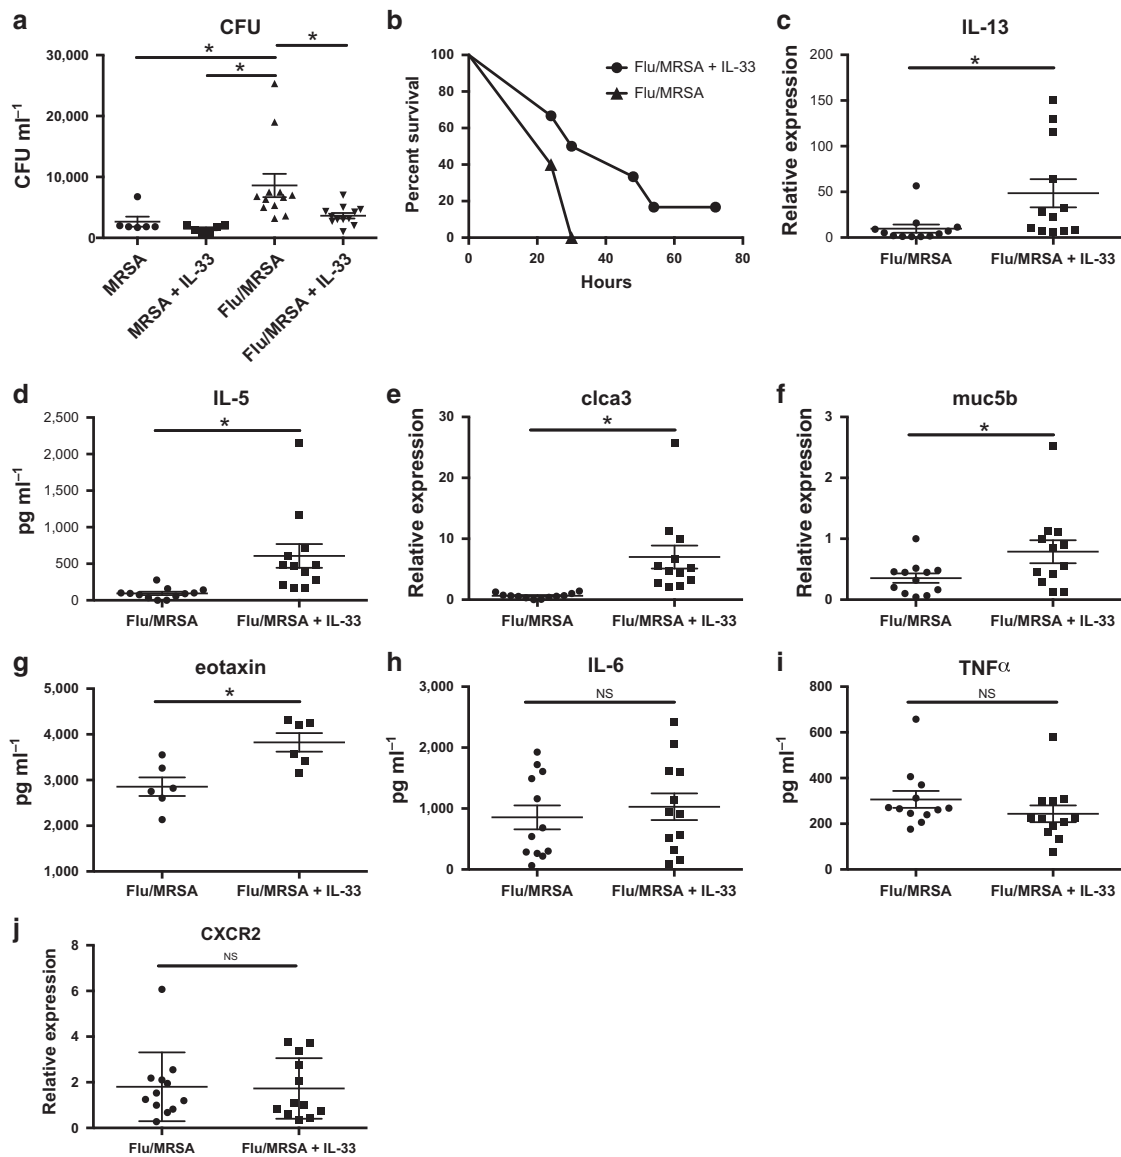 a
CFU
*
*
*
30,000
20,000
10,000
0
CFU ml⁻¹
MRSA
MRSA + IL-33
Flu/MRSA
Flu/MRSA + IL-33
b
100
80
60
40
20
0
Percent survival
Flu/MRSA + IL-33
Flu/MRSA
0 20 40 60 80
Hours
c
IL-13
*
200
150
100
50
0
Relative expression
Flu/MRSA Flu/MRSA + IL-33
d
IL-5
*
2,500
2,000
1,500
1,000
500
0
pg ml⁻¹
Flu/MRSA Flu/MRSA + IL-33
e
clca3
*
30
20
10
0
Relative expression
Flu/MRSA Flu/MRSA + IL-33
f
muc5b
*
3
2
1
0
Relative expression
Flu/MRSA Flu/MRSA + IL-33
g
eotaxin
*
5,000
4,000
3,000
2,000
1,000
pg ml⁻¹
Flu/MRSA Flu/MRSA + IL-33
h
IL-6
NS
3,000
2,000
1,000
0
pg ml⁻¹
Flu/MRSA Flu/MRSA + IL-33
i
TNFα
NS
800
600
400
200
0
pg ml⁻¹
Flu/MRSA Flu/MRSA + IL-33
j
CXCR2
NS
8
6
4
2
0
Relative expression
Flu/MRSA Flu/MRSA + IL-33